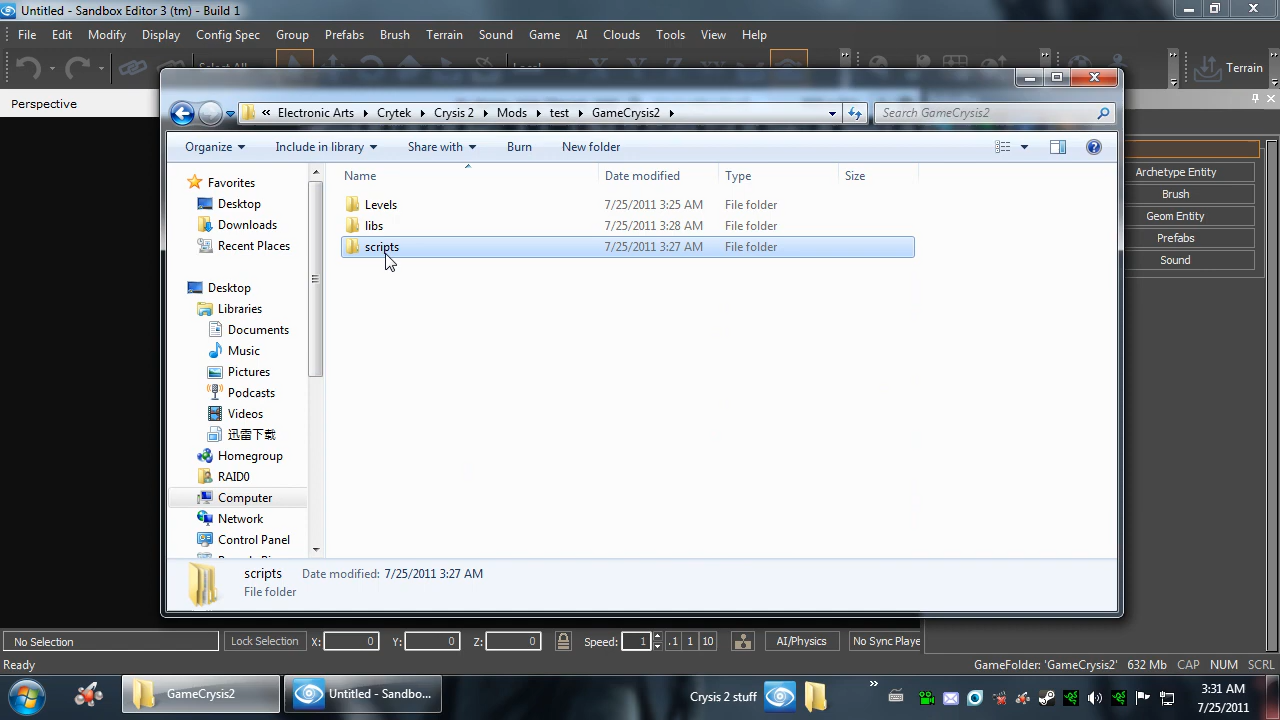 Untitled - Sandbox Editor 3 (tm) - Build 1
File Edit Modify Display Config Spec Group Prefabs Brush Terrain Sound Game AI Clouds Tools View Help
Terrain
Perspective
Electronic Arts Crytek Crysis 2 Mods test GameCrysis2
Search GameCrysis2
Organize Include in library Share with Burn New folder
Name Date modified Type Size
Levels 7/25/2011 3:25 AM File folder
libs 7/25/2011 3:28 AM File folder
scripts 7/25/2011 3:27 AM File folder
Favorites
Desktop
Downloads
Recent Places
Desktop
Libraries
Documents
Music
Pictures
Podcasts
Videos
迅雷下载
Homegroup
RAID0
Computer
Network
Control Panel
scripts Date modified: 7/25/2011 3:27 AM
File folder
Archetype Entity
Brush
Geom Entity
Prefabs
Sound
No Selection Lock Selection X: 0 Y: 0 Z: 0 Speed: 1 .1 1 10 AI/Physics No Sync Playe
Ready GameFolder: 'GameCrysis2' 632 Mb CAP NUM SCRL
GameCrysis2 Untitled - Sandbo... Crysis 2 stuff »
3:31 AM
7/25/2011